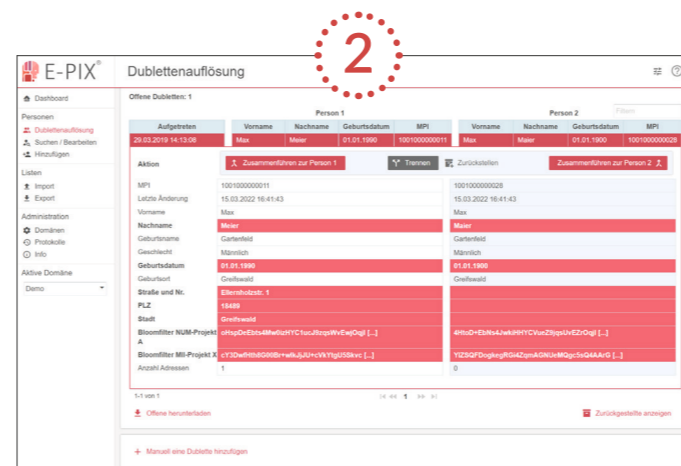 2
E-PIX®
Dublettenauflösung
Dashboard
Personen
Dublettenauflösung
Suchen / Bearbeiten
Hinzufügen
Listen
Import
Export
Administration
Domänen
Protokolle
Info
Aktive Domäne
Demo
Offene Dubletten: 1
Filtern
Person 1 Person 2
Aufgetreten Vorname Nachname Geburtsdatum MPI Vorname Nachname Geburtsdatum MPI
29.03.2019 14:13:08 Max Meier 01.01.1990 1001000000011 Max Maier 01.01.1900 1001000000028
Aktion Zusammenführen zur Person 1 Trennen Zurückstellen Zusammenführen zur Person 2
MPI 1001000000011 1001000000028
Letzte Änderung 15.03.2022 16:41:43 15.03.2022 16:41:43
Vorname Max Max
Nachname Meier Maier
Geburtsname Gartenfeld Gartenfeld
Geschlecht Männlich Männlich
Geburtsdatum 01.01.1990 01.01.1900
Geburtsort Greifswald Greifswald
Straße und Nr. Ellernholzstr. 1
PLZ 18489
Stadt Greifswald
Bloomfilter NUM-Projekt A
Bloomfilter MII-Projekt X
Anzahl Adressen 1 0
1-1 von 1 1
Offene herunterladen Zurückgestellte anzeigen
Manuell eine Dublette hinzufügen